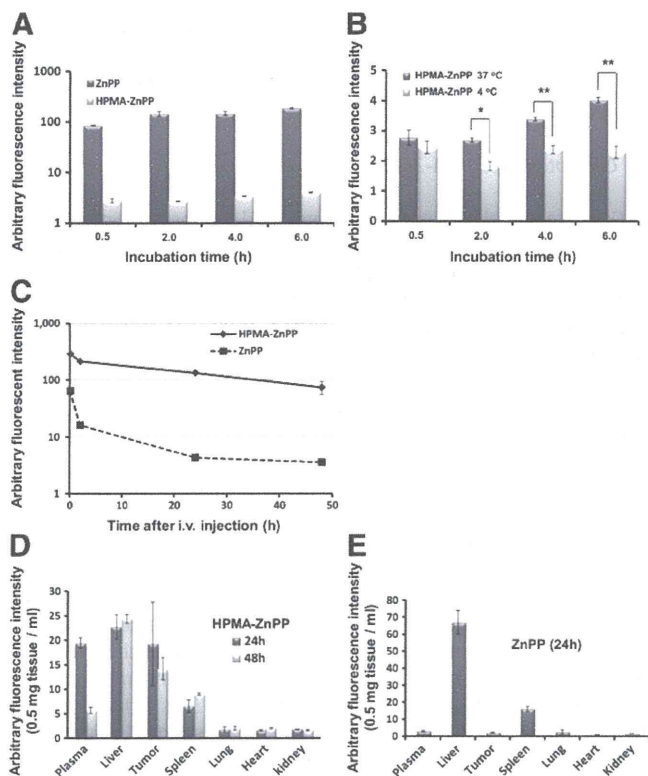 A
Arbitrary fluorescence intensity
1000
100
10
1
ZnPP
HPMA-ZnPP
0.5 2.0 4.0 6.0
Incubation time (h)
B
Arbitrary fluorescence intensity
5
4
3
2
1
0
HPMA-ZnPP 37 °C
HPMA-ZnPP 4 °C
*
**
**
0.5 2.0 4.0 6.0
Incubation time (h)
C
Arbitrary fluorescent intensity
1,000
100
10
1
HPMA-ZnPP
ZnPP
0 10 20 30 40 50
Time after i.v. injection (h)
D
Arbitrary fluorescence intensity
(0.5 mg tissue / ml)
30
25
20
15
10
5
0
HPMA-ZnPP
24h
48h
Plasma Liver Tumor Spleen Lung Heart Kidney
E
Arbitrary fluorescence intensity
(0.5 mg tissue / ml)
80
70
60
50
40
30
20
10
0
ZnPP (24h)
Plasma Liver Tumor Spleen Lung Heart Kidney